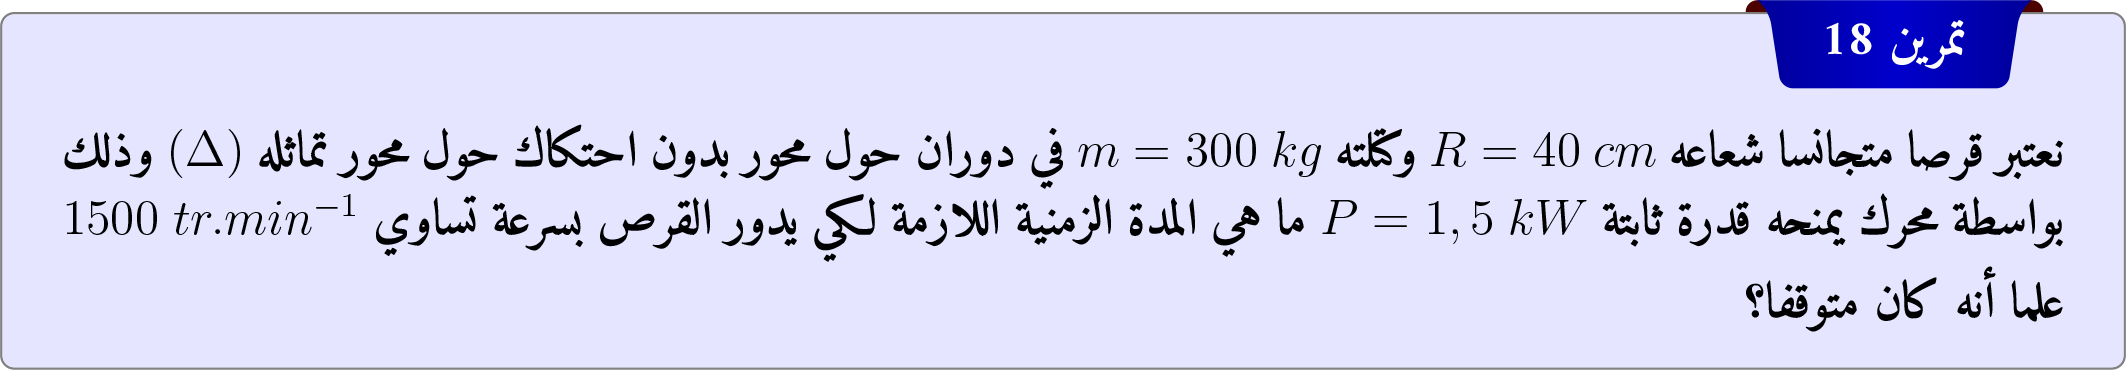 تمرين 18
نعتبر قرصا متجانسا شعاعه R = 40 cm وكتلته m = 300 kg في دوران حول محور بدون احتكاك حول محور تماثله (Δ) وذلك
بواسطة محرك يمنحه قدرة ثابتة P = 1, 5 kW ما هي المدة الزمنية اللازمة لكي يدور القرص بسرعة تساوي 1500 tr.min⁻¹
علما أنه كان متوقفا؟